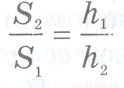 S₂/S₁ = h₁/h₂